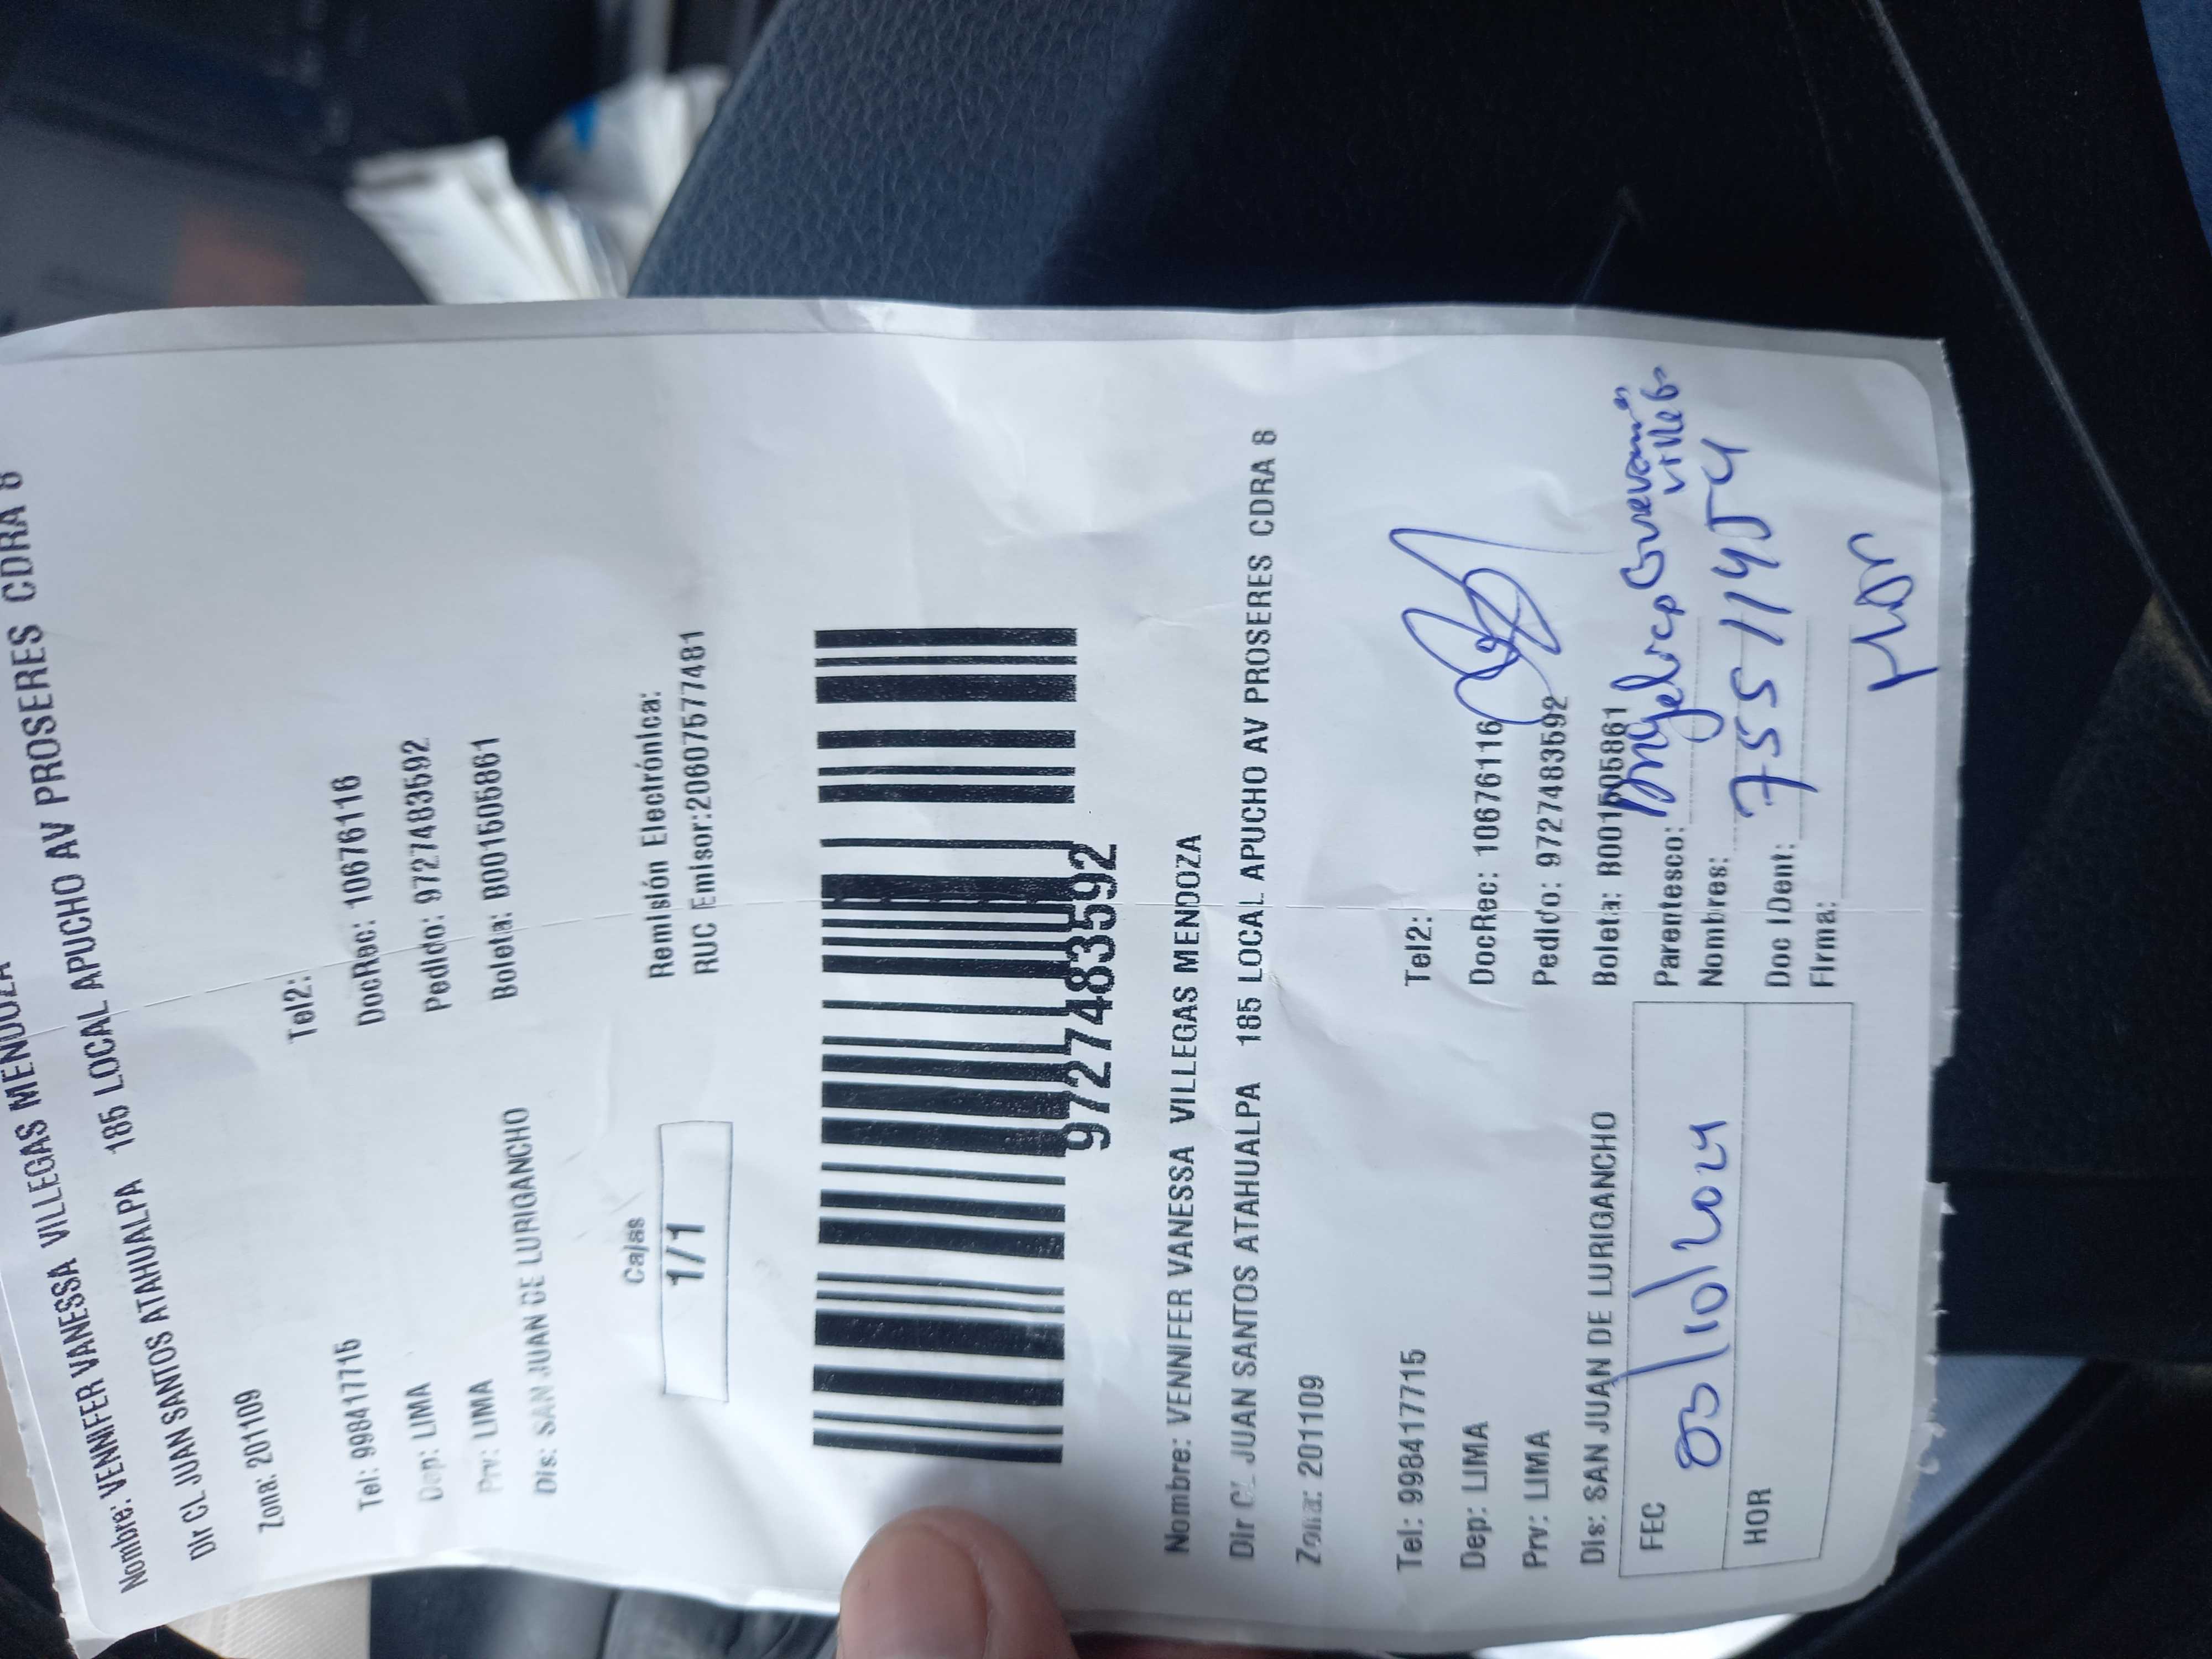 Nombre: VENNIFER VANESSA VILLEGAS MENDOZA
Dir CL JUAN SANTOS ATAHUALPA 185 LOCAL APUCHO AV PROSERES CDRA 8
Zona: 201109
Tel: 998417715 Tel2:
Dep: LIMA DocRec: 10676116
Prv: LIMA Pedido: 9727483592
Dis: SAN JUAN DE LURIGANCHO Boleta: B001505861
Cajas Remisión Electrónica:
1/1 RUC Emisor:20607577481
9727483592
Nombre: VENNIFER VANESSA VILLEGAS MENDOZA
Dir CL JUAN SANTOS ATAHUALPA 185 LOCAL APUCHO AV PROSERES CDRA 8
Zona: 201109
Tel: 998417715 Tel2:
Dep: LIMA DocRec: 10676116
Prv: LIMA Pedido: 9727483592
Dis: SAN JUAN DE LURIGANCHO Boleta: B001505861
FEC 03/10/2024 Parentesco:
Nombres: Angelica
HOR Doc IDent: 75511454
Firma: